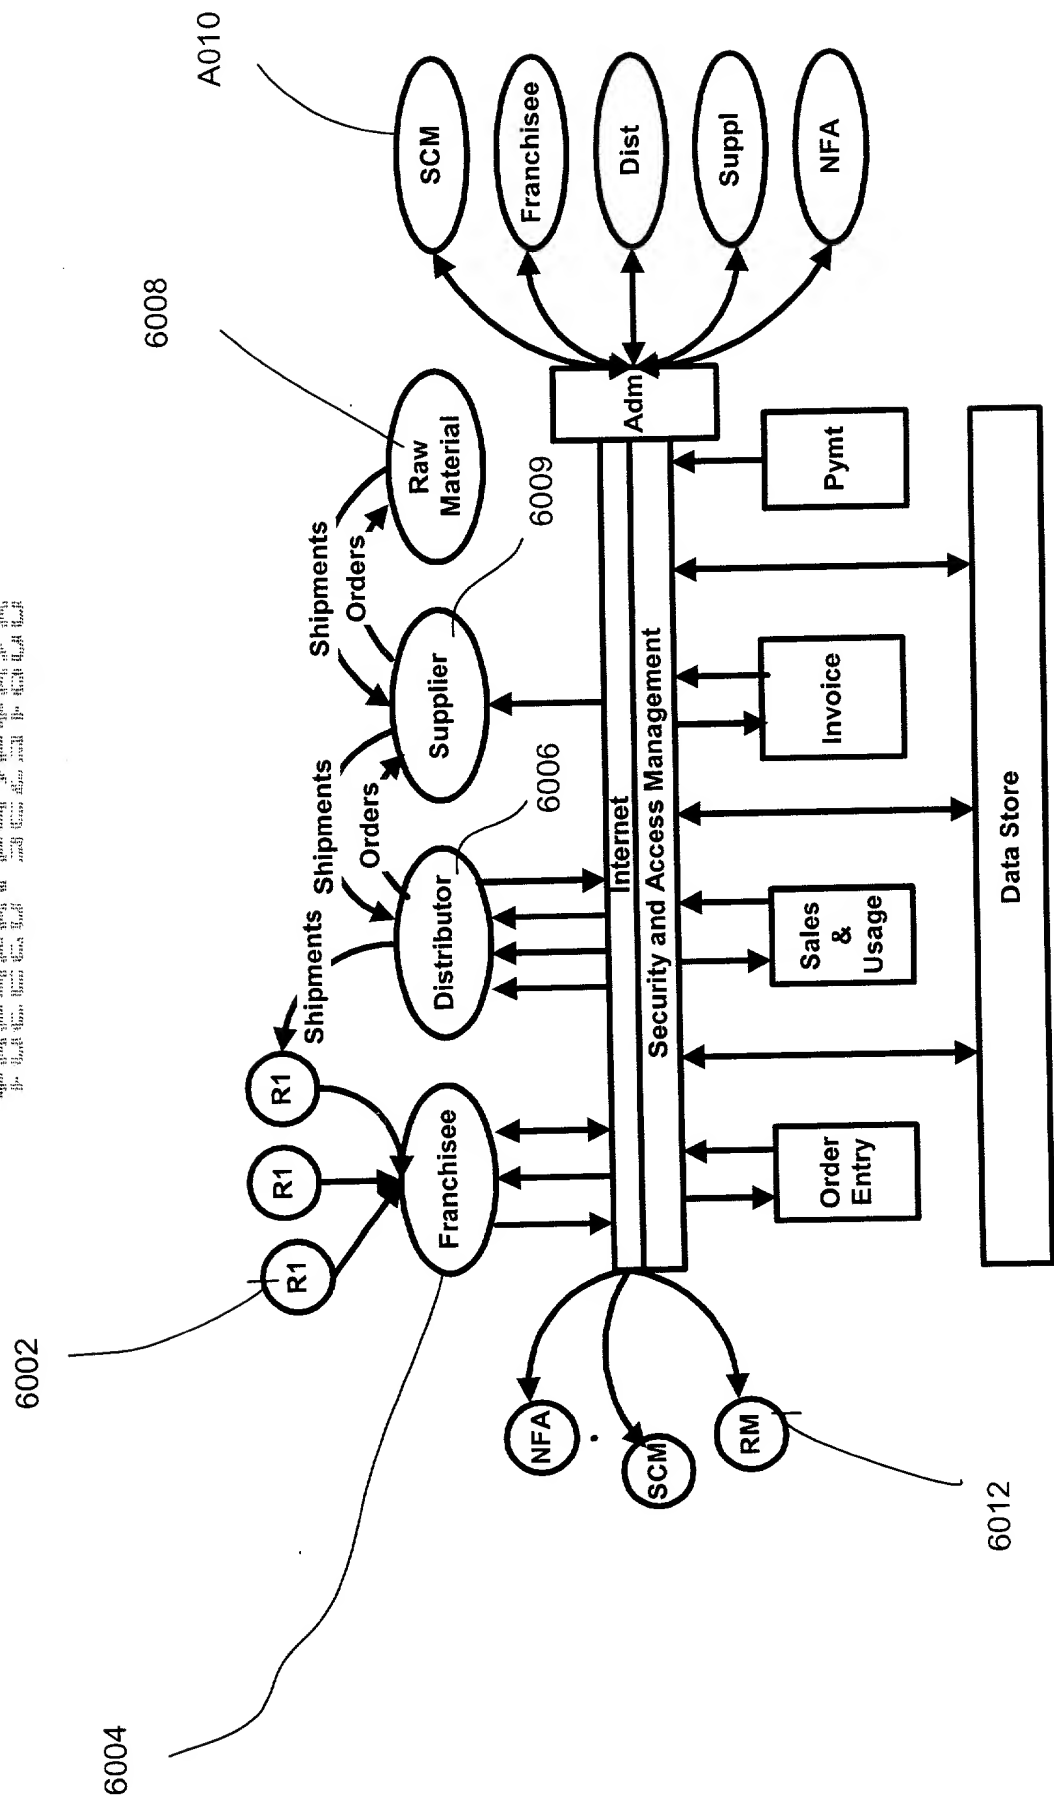 A010
SCM
Franchisee
Dist
Suppl
NFA
6008
Raw
Material
Shipments
Orders
6009
Supplier
Shipments
Orders
6006
Distributor
Shipments
R1
R1
R1
6002
Franchisee
6004
Adm
Internet
Security and Access Management
NFA
SCM
RM
6012
Order
Entry
Sales
&
Usage
Invoice
Pymt
Data Store